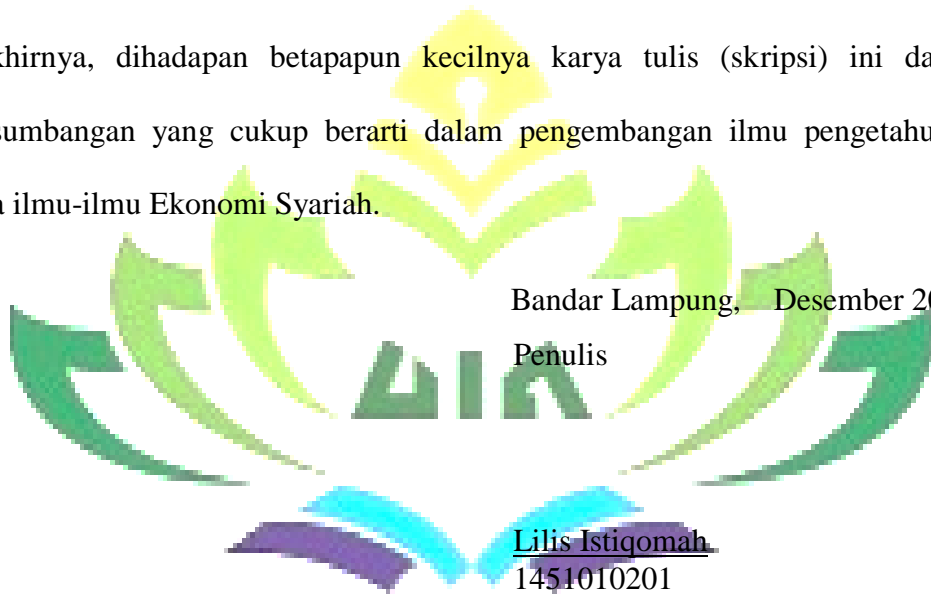 khirnya, dihadapan betapapun kecilnya karya tulis (skripsi) ini da
sumbangan yang cukup berarti dalam pengembangan ilmu pengetahu
a ilmu-ilmu Ekonomi Syariah.
Bandar Lampung, Desember 20
Penulis
UIN
Lilis Istiqomah
1451010201